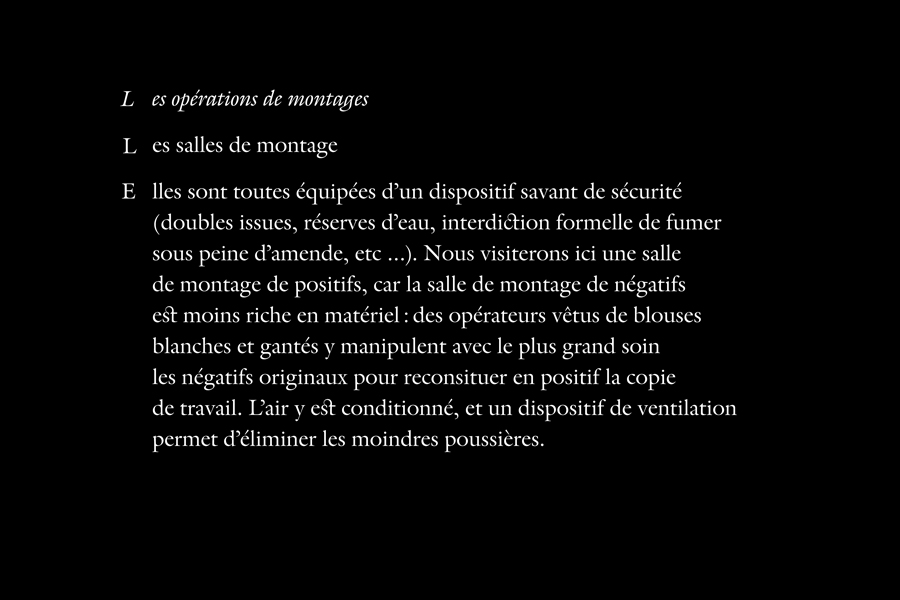 Les opérations de montages
Les salles de montage
Elles sont toutes équipées d’un dispositif savant de sécurité
(doubles issues, réserves d’eau, interdiction formelle de fumer
sous peine d’amende, etc ...). Nous visiterons ici une salle
de montage de positifs, car la salle de montage de négatifs
est moins riche en matériel : des opérateurs vêtus de blouses
blanches et gantés y manipulent avec le plus grand soin
les négatifs originaux pour reconsituer en positif la copie
de travail. L’air y est conditionné, et un dispositif de ventilation
permet d’éliminer les moindres poussières.